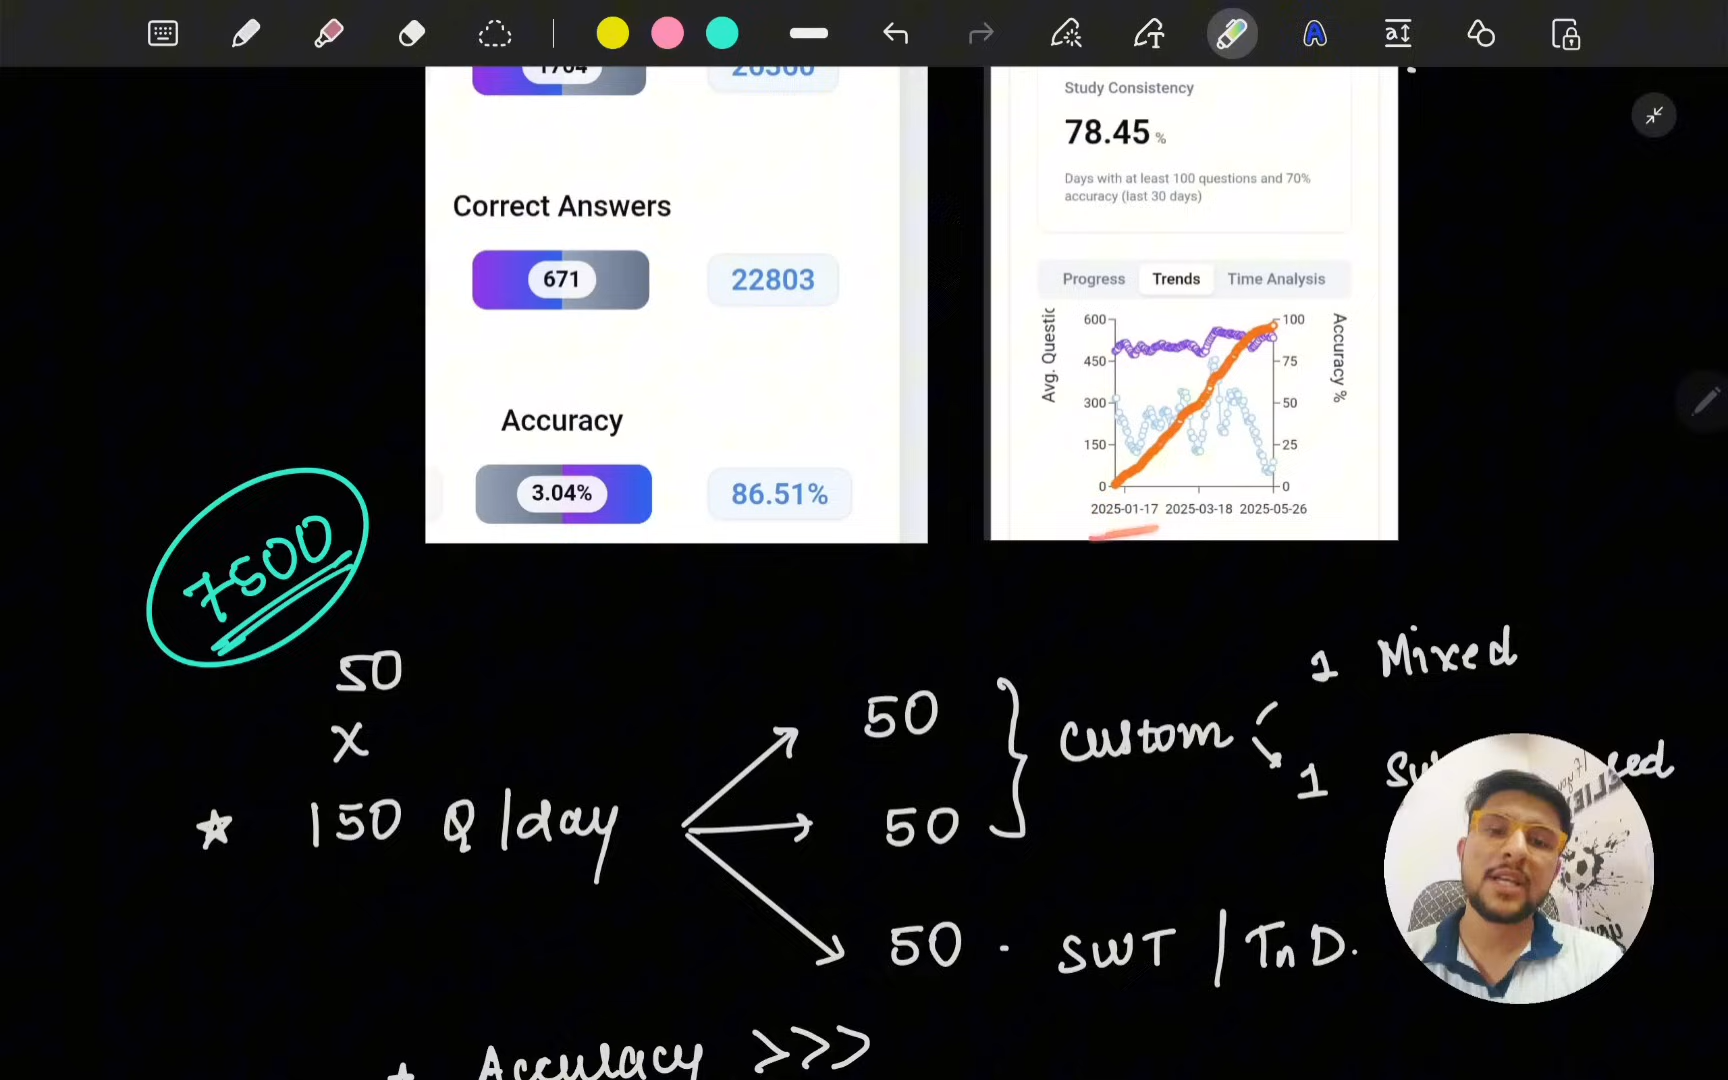 A aI
Study Consistency
78.45 %
Days with at least 100 questions and 70%
accuracy (last 30 days)
Correct Answers
671 22803
Progress Trends Time Analysis
Accuracy
3.04% 86.51%
Avg. Questic
600
450
300
150
0
100
75
50
25
0
Accuracy %
2025-01-17 2025-03-18 2025-05-26
7500
50
x
150 Q/day
50
50
custom
1 Mixed
1
50 . SWT / TnD.
Accuracy >>>